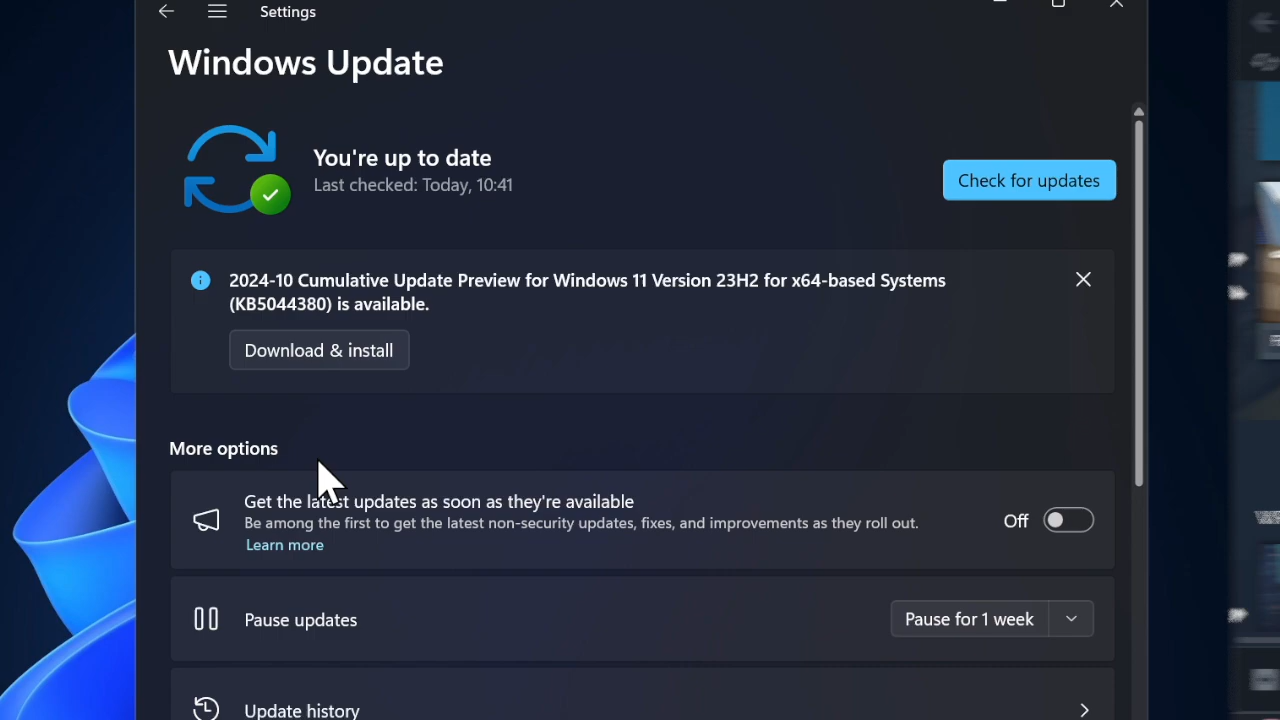 Settings
Windows Update
You're up to date
Last checked: Today, 10:41
Check for updates
2024-10 Cumulative Update Preview for Windows 11 Version 23H2 for x64-based Systems
(KB5044380) is available.
Download & install
More options
Get the latest updates as soon as they're available
Be among the first to get the latest non-security updates, fixes, and improvements as they roll out.
Learn more
Off
Pause updates
Pause for 1 week
Update history